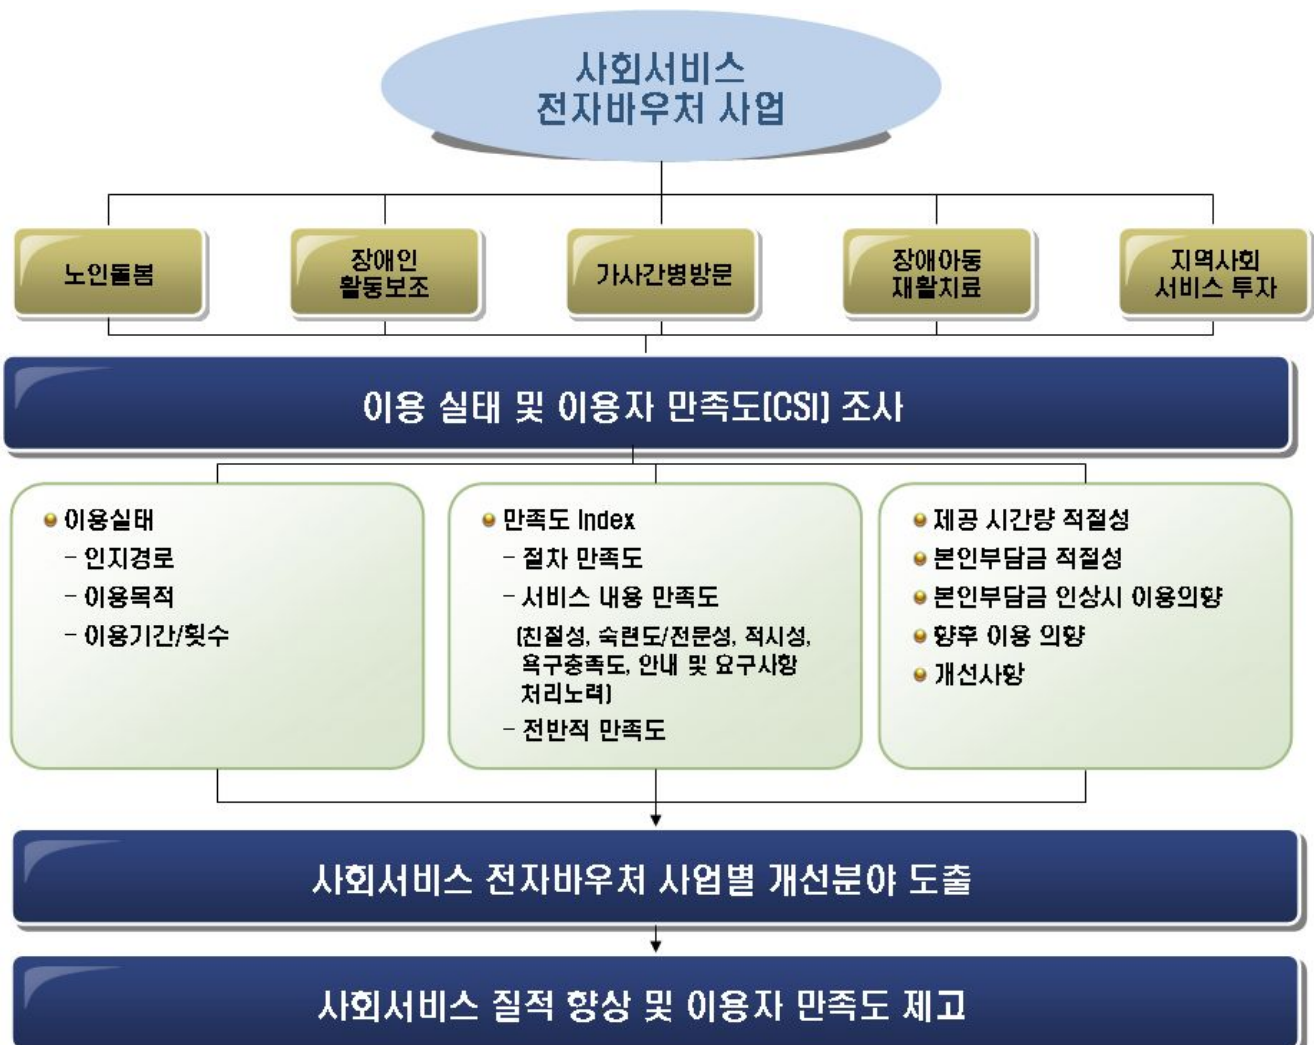 사회서비스
전자바우처 사업
노인돌봄
장애인
활동보조
가사간병방문
장애아동
재활치료
지역사회
서비스 투자
이용 실태 및 이용자 만족도(CSI) 조사
이용실태
- 인지경로
- 이용목적
- 이용기간/횟수
만족도 Index
- 절차 만족도
- 서비스 내용 만족도
(친절성, 숙련도/전문성, 적시성,
욕구충족도, 안내 및 요구사항
처리노력)
- 전반적 만족도
제공 시간량 적절성
본인부담금 적절성
본인부담금 인상시 이용의향
향후 이용 의향
개선사항
사회서비스 전자바우처 사업별 개선분야 도출
사회서비스 질적 향상 및 이용자 만족도 제고